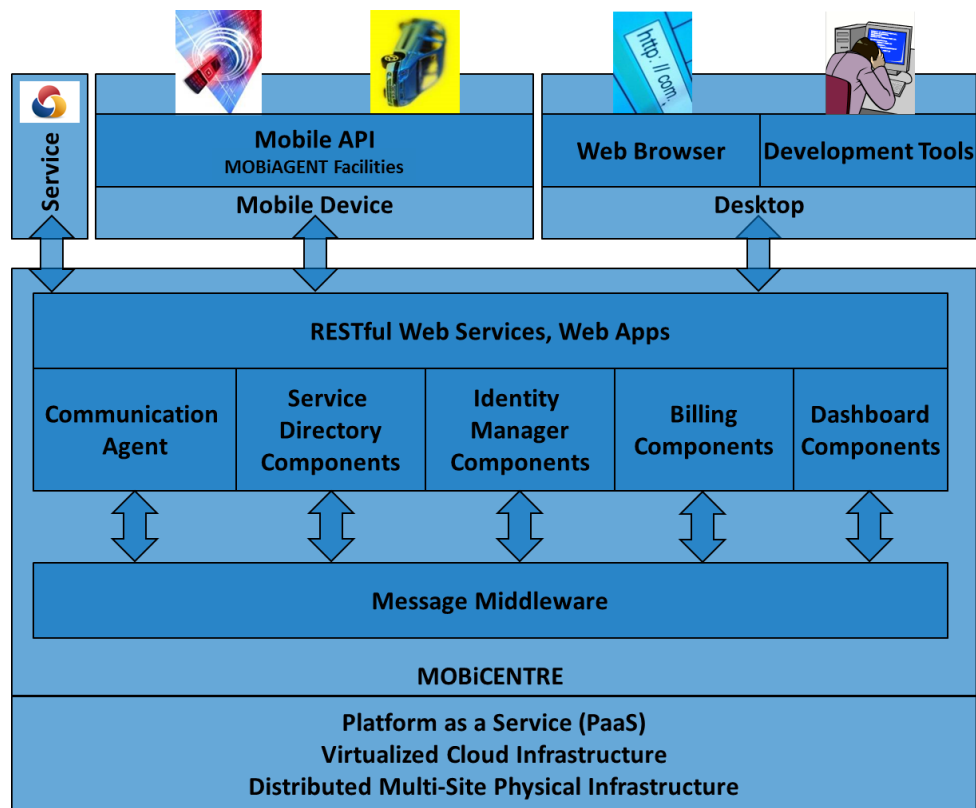 http: // com.
Service
Mobile API
MOBiAGENT Facilities
Mobile Device
Web Browser
Development Tools
Desktop
RESTful Web Services, Web Apps
Communication
Agent
Service
Directory
Components
Identity
Manager
Components
Billing
Components
Dashboard
Components
Message Middleware
MOBiCENTRE
Platform as a Service (PaaS)
Virtualized Cloud Infrastructure
Distributed Multi-Site Physical Infrastructure